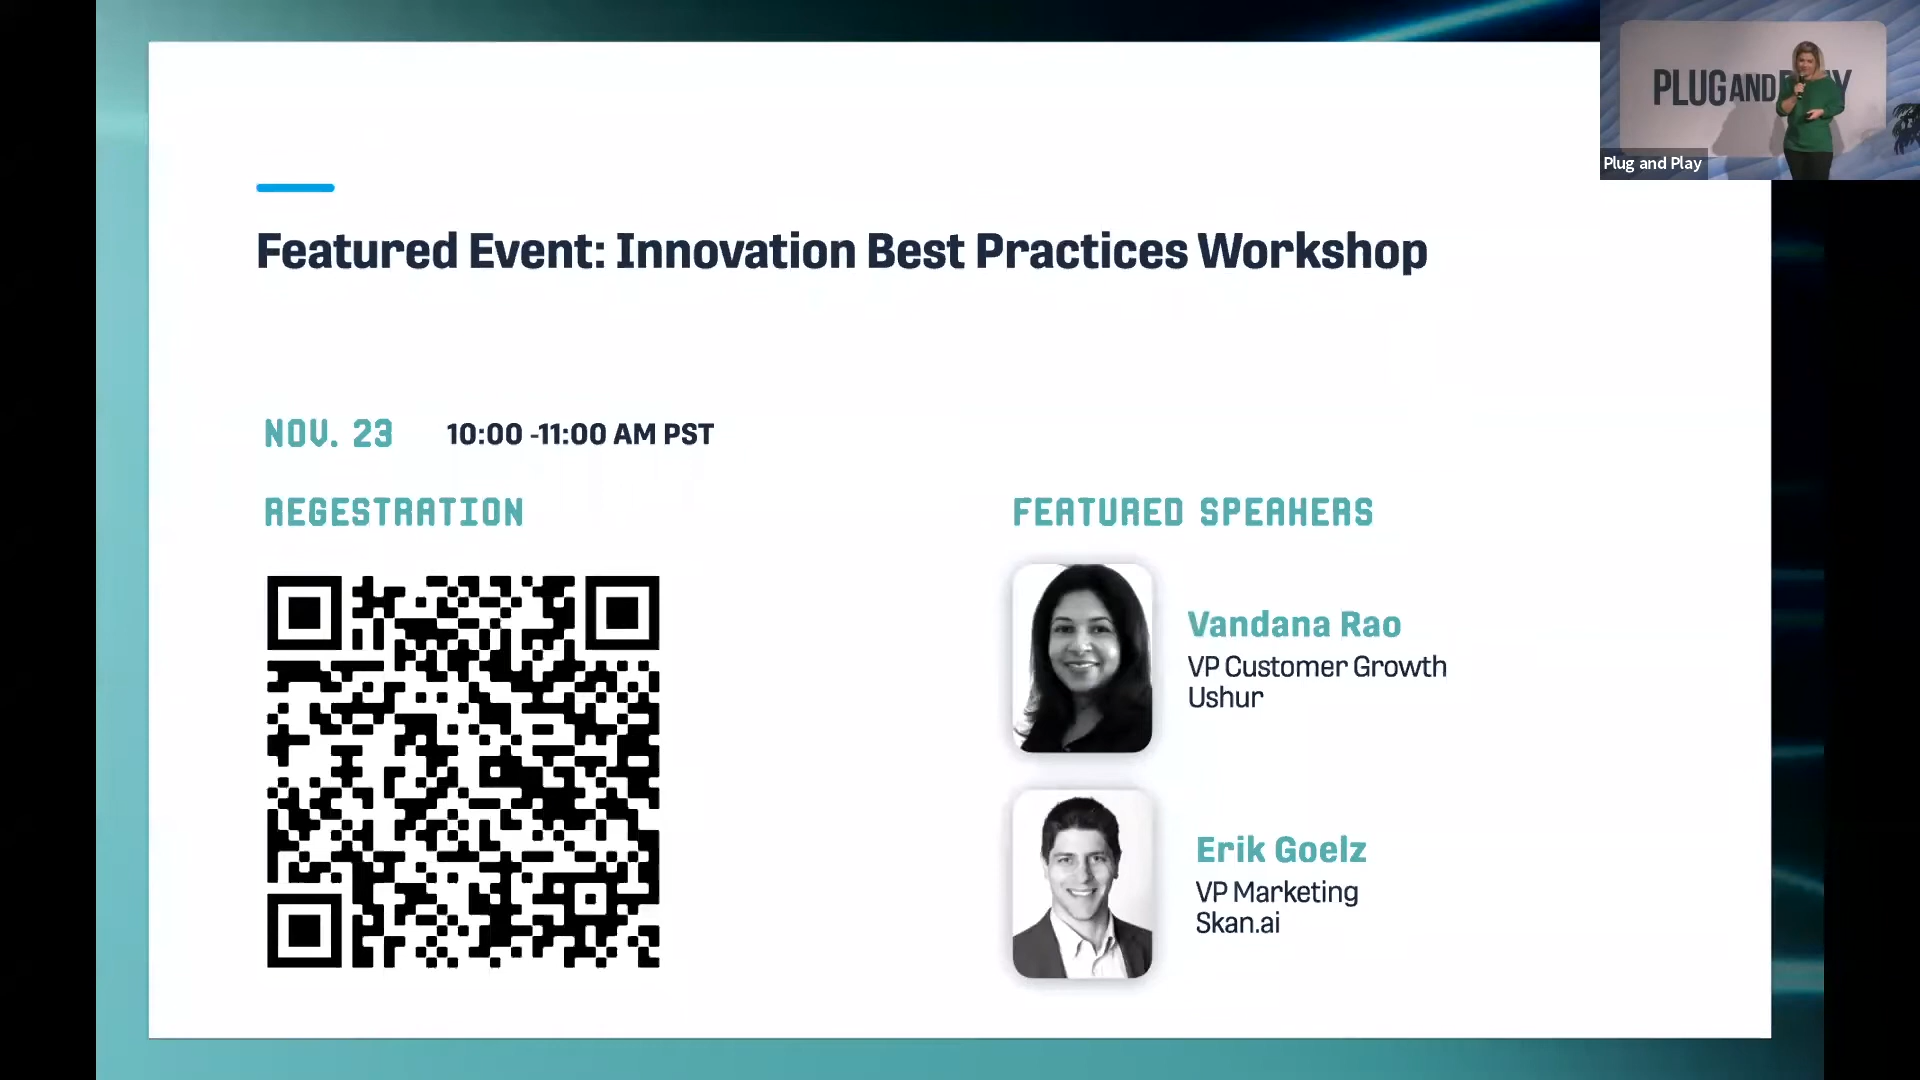 PLUG AND
Plug and Play
Featured Event: Innovation Best Practices Workshop
NOV. 23 10:00 -11:00 AM PST
REGESTRATION
FEATURED SPEAKERS
Vandana Rao
VP Customer Growth
Ushur
Erik Goelz
VP Marketing
Skan.ai